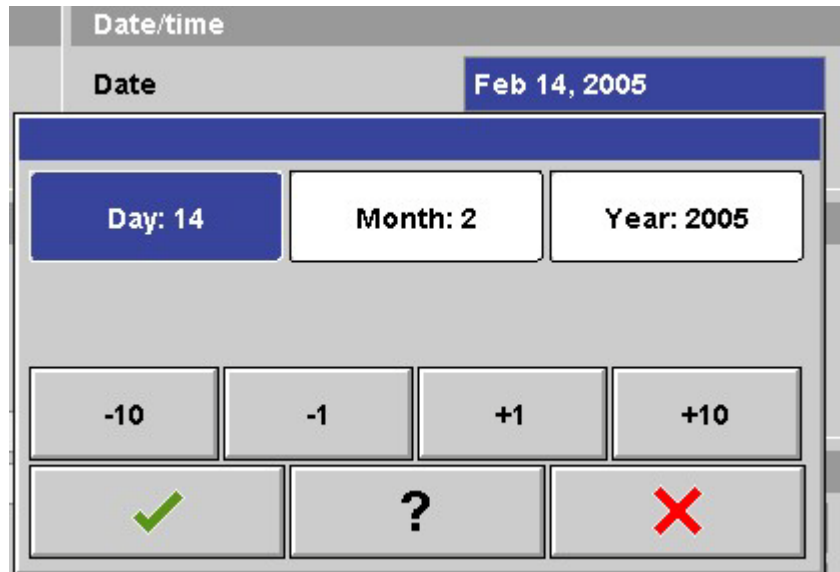 Date/time
Date Feb 14, 2005
Day: 14 Month: 2 Year: 2005
-10 -1 +1 +10
?